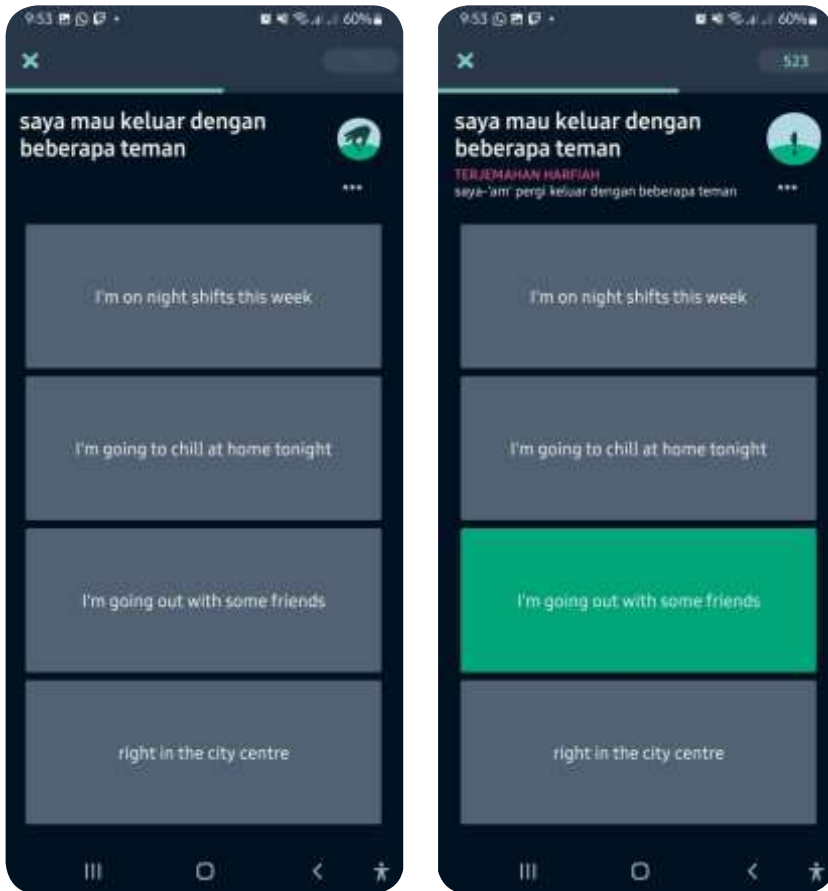 9:53
60%
saya mau keluar dengan
beberapa teman
I'm on night shifts this week
I'm going to chill at home tonight
I'm going out with some friends
right in the city centre
9:53
60%
523
saya mau keluar dengan
beberapa teman
TERJEMAHAN HARFIAH
saya-'am' pergi keluar dengan beberapa teman
I'm on night shifts this week
I'm going to chill at home tonight
I'm going out with some friends
right in the city centre